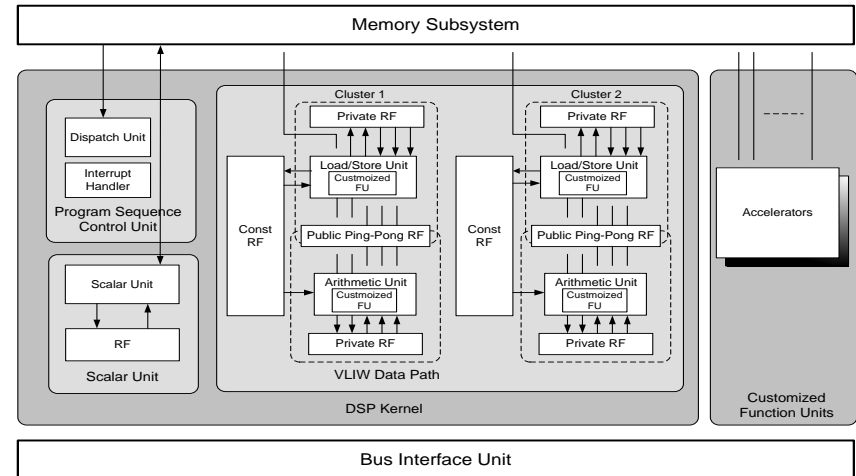 Memory Subsystem
Dispatch Unit
Interrupt
Handler
Program Sequence
Control Unit
Scalar Unit
RF
Scalar Unit
Cluster 1
Private RF
Load/Store Unit
Custmoized
FU
Const
RF
Public Ping-Pong RF
Arithmetic Unit
Custmoized
FU
Private RF
Cluster 2
Private RF
Load/Store Unit
Custmoized
FU
Const
RF
Public Ping-Pong RF
Arithmetic Unit
Custmoized
FU
Private RF
VLIW Data Path
DSP Kernel
Accelerators
Customized
Function Units
Bus Interface Unit